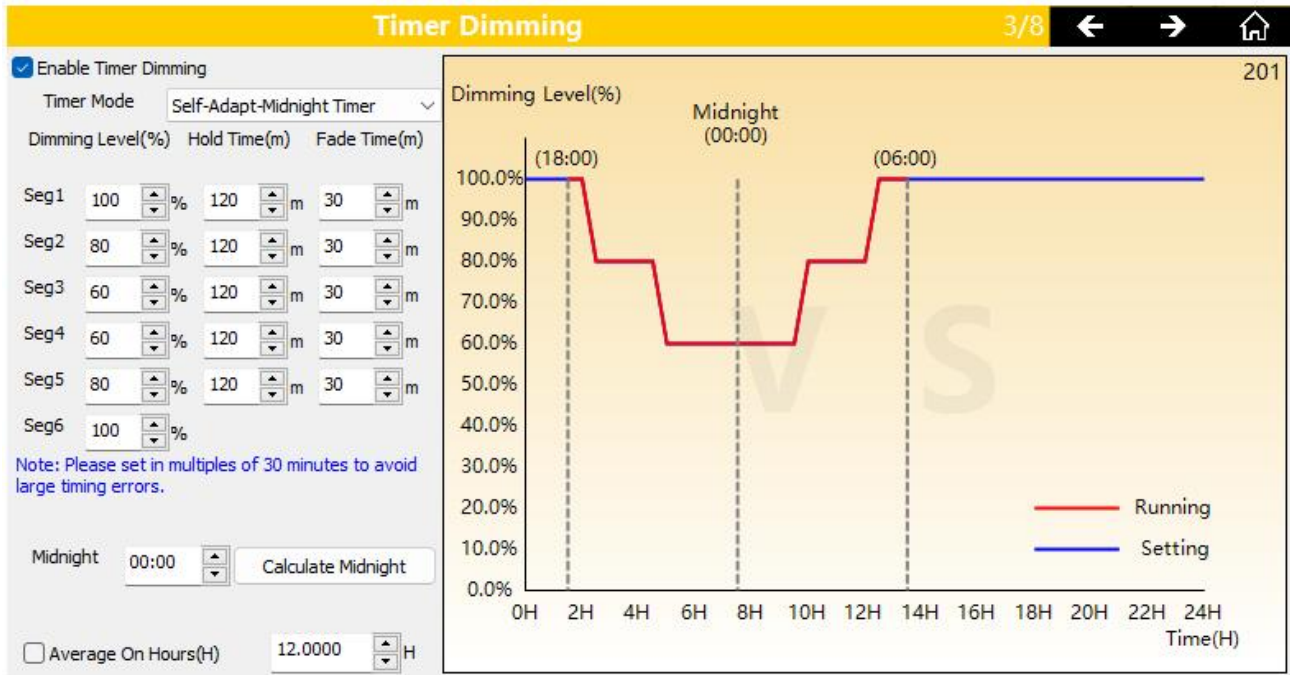 Timer Dimming 3/8
Enable Timer Dimming
Timer Mode Self-Adapt-Midnight Timer
Dimming Level(%) Hold Time(m) Fade Time(m)
Seg1 100 % 120 m 30 m
Seg2 80 % 120 m 30 m
Seg3 60 % 120 m 30 m
Seg4 60 % 120 m 30 m
Seg5 80 % 120 m 30 m
Seg6 100 %
Note: Please set in multiples of 30 minutes to avoid
large timing errors.
Midnight 00:00 Calculate Midnight
Average On Hours(H) 12.0000 H
201
Dimming Level(%)
Midnight
(00:00)
(18:00) (06:00)
100.0%
90.0%
80.0%
70.0%
60.0%
50.0%
40.0%
30.0%
20.0%
10.0%
0.0%
V S
Running
Setting
0H 2H 4H 6H 8H 10H 12H 14H 16H 18H 20H 22H 24H
Time(H)